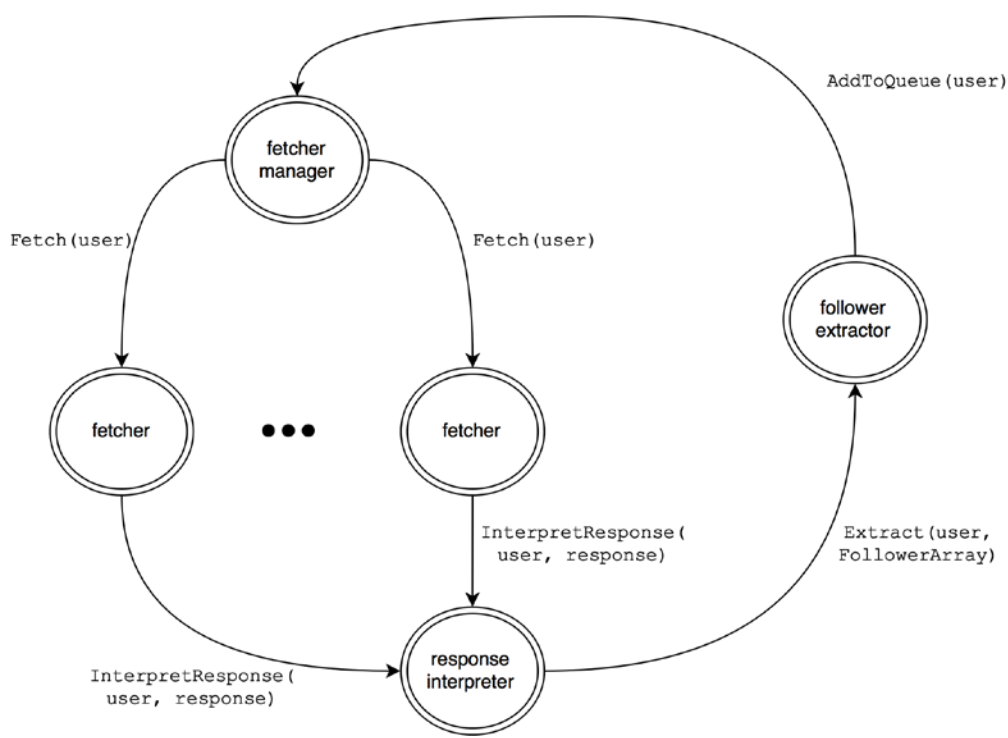 AddToQueue(user)
fetcher
manager
Fetch(user)
Fetch(user)
follower
extractor
fetcher
fetcher
InterpretResponse(
user, response)
Extract(user,
FollowerArray)
InterpretResponse(
user, response)
response
interpreter